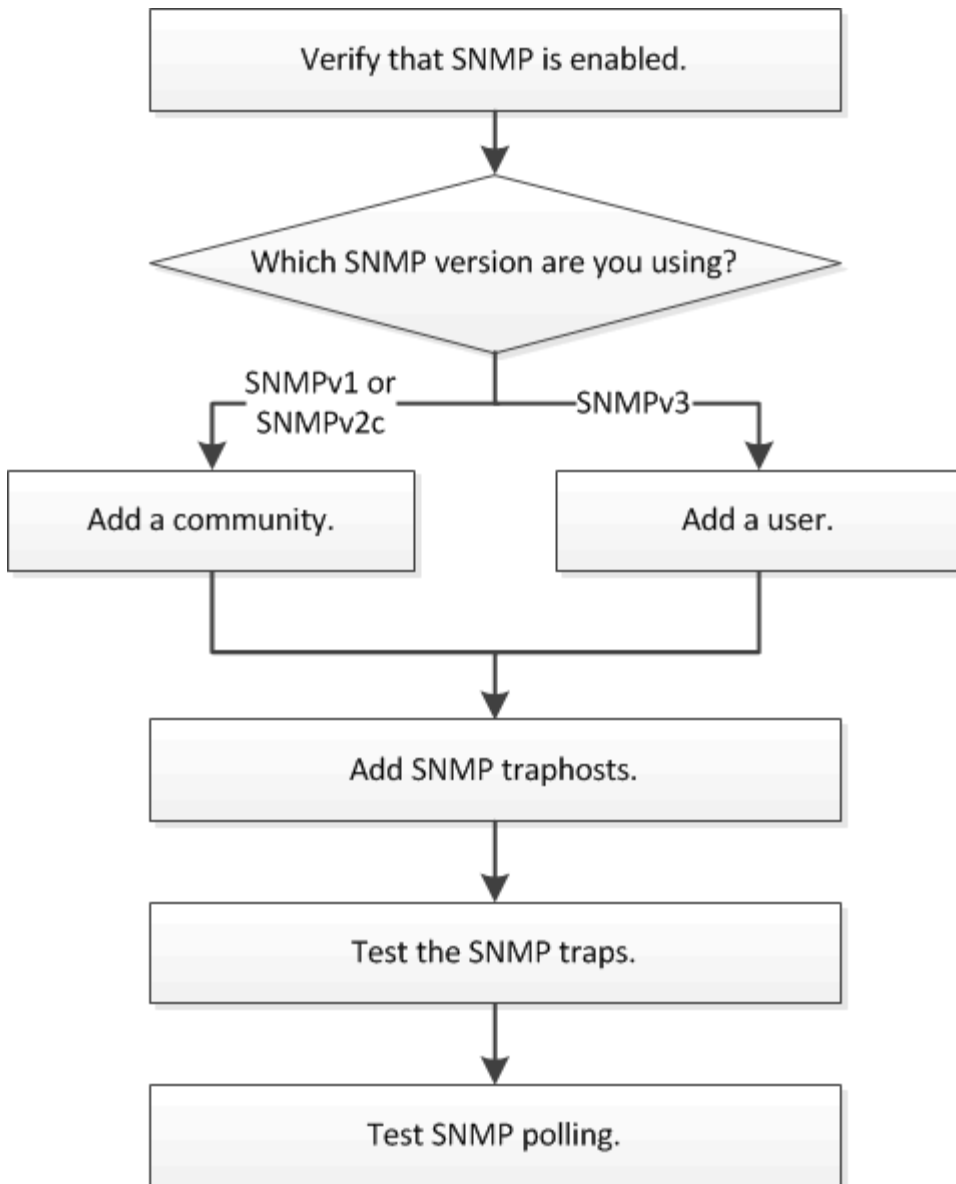 Verify that SNMP is enabled.
Which SNMP version are you using?
SNMPv1 or
SNMPv2c
SNMPv3
Add a community.
Add a user.
Add SNMP traphosts.
Test the SNMP traps.
Test SNMP polling.